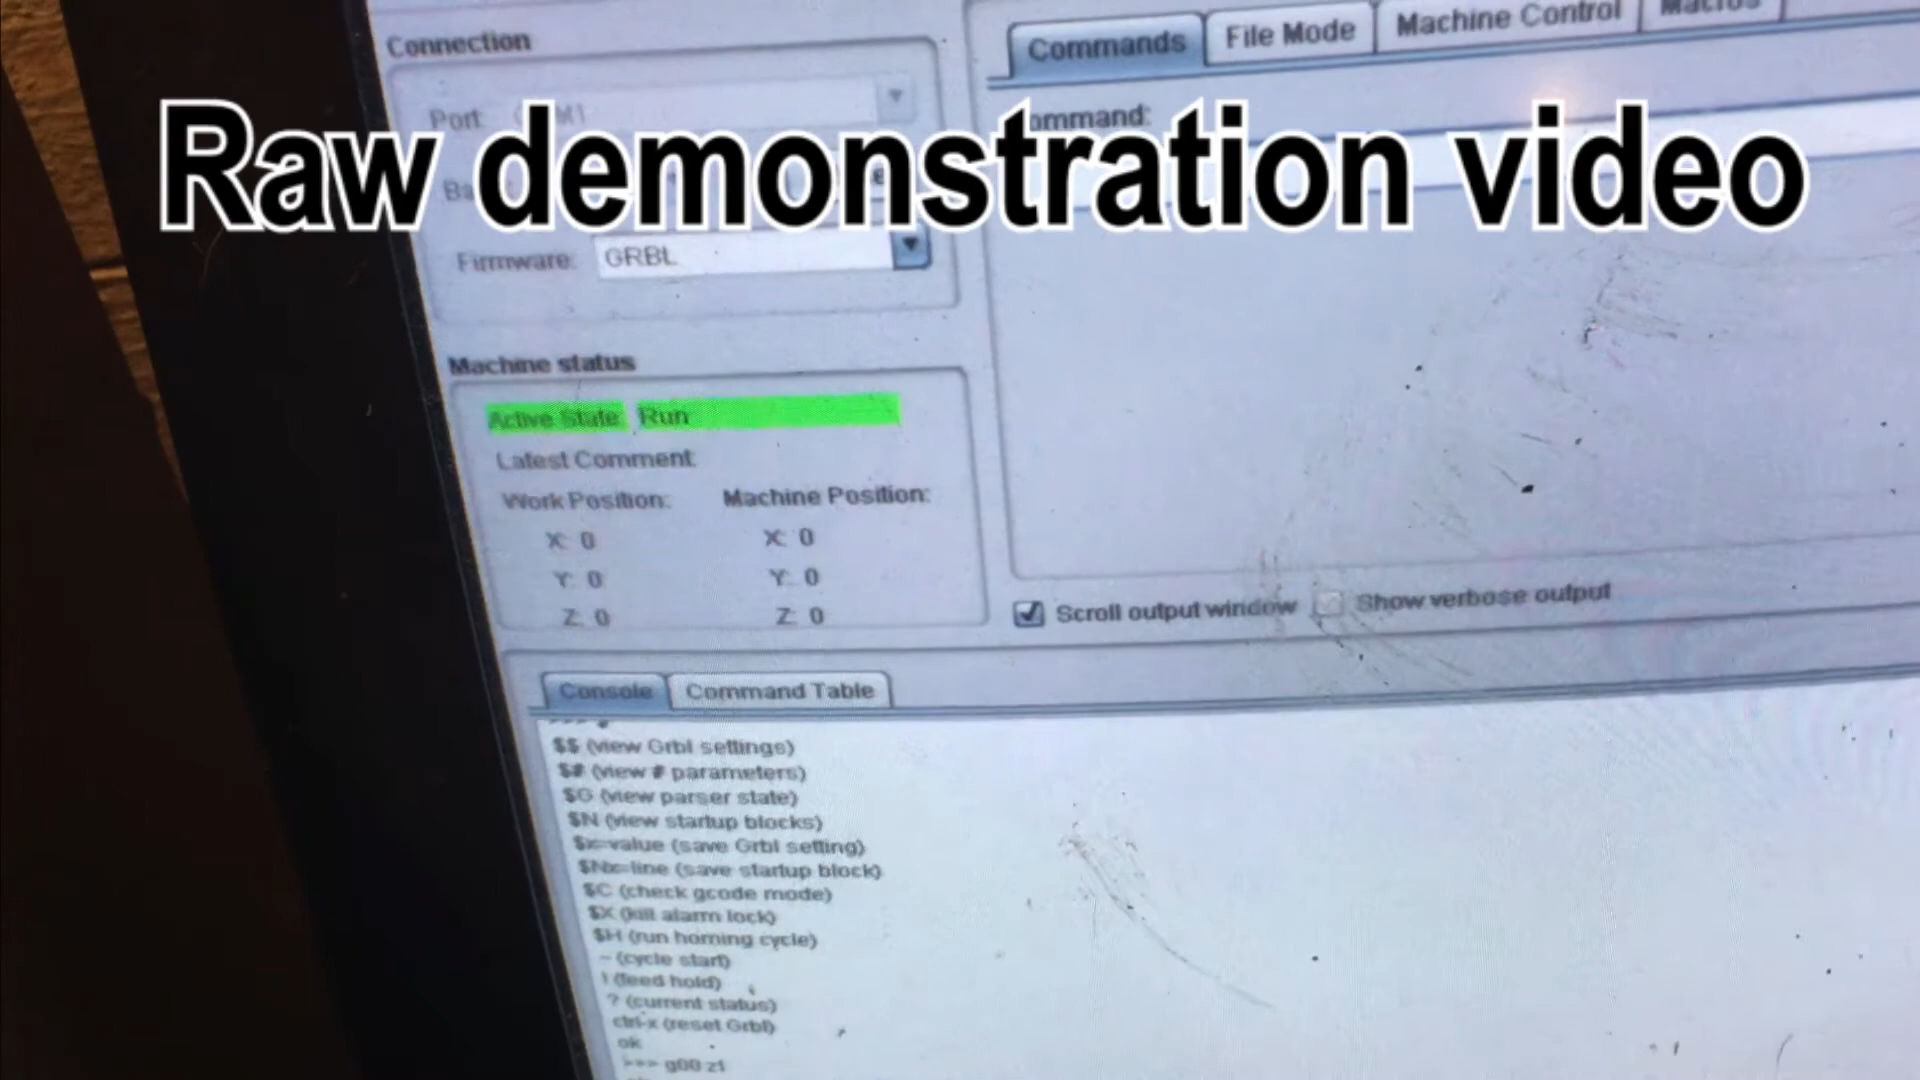 Connection
Commands
File Mode
Machine Control
Macros
Port:
Raw demonstration video
Firmware: GRBL
Machine status
Active State: Run
Latest Comment:
Work Position: Machine Position:
X: 0 X: 0
Y: 0 Y: 0
Z: 0 Z: 0
Scroll output window Show verbose output
Console Command Table
$$ (view Grbl settings)
$# (view # parameters)
$G (view parser state)
$N (view startup blocks)
$x=value (save Grbl setting)
$Nx=line (save startup block)
$C (check gcode mode)
$X (kill alarm lock)
$H (run homing cycle)
~ (cycle start)
! (feed hold)
? (current status)
ctrl-x (reset Grbl)
ok
>>> g00 z1